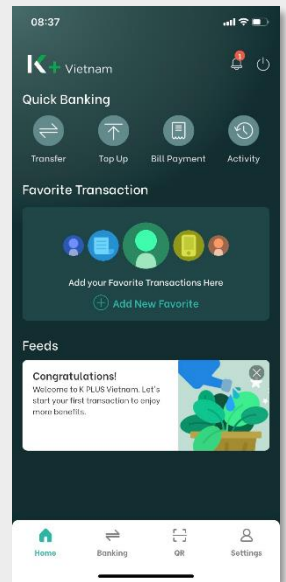 08:37
K+ Vietnam
1
Quick Banking
Transfer
Top Up
Bill Payment
Activity
Favorite Transaction
Add your Favorite Transactions Here
Add New Favorite
Feeds
Congratulations!
Welcome to K PLUS Vietnam. Let's
start your first transaction to enjoy
more benefits.
Home
Banking
QR
Settings